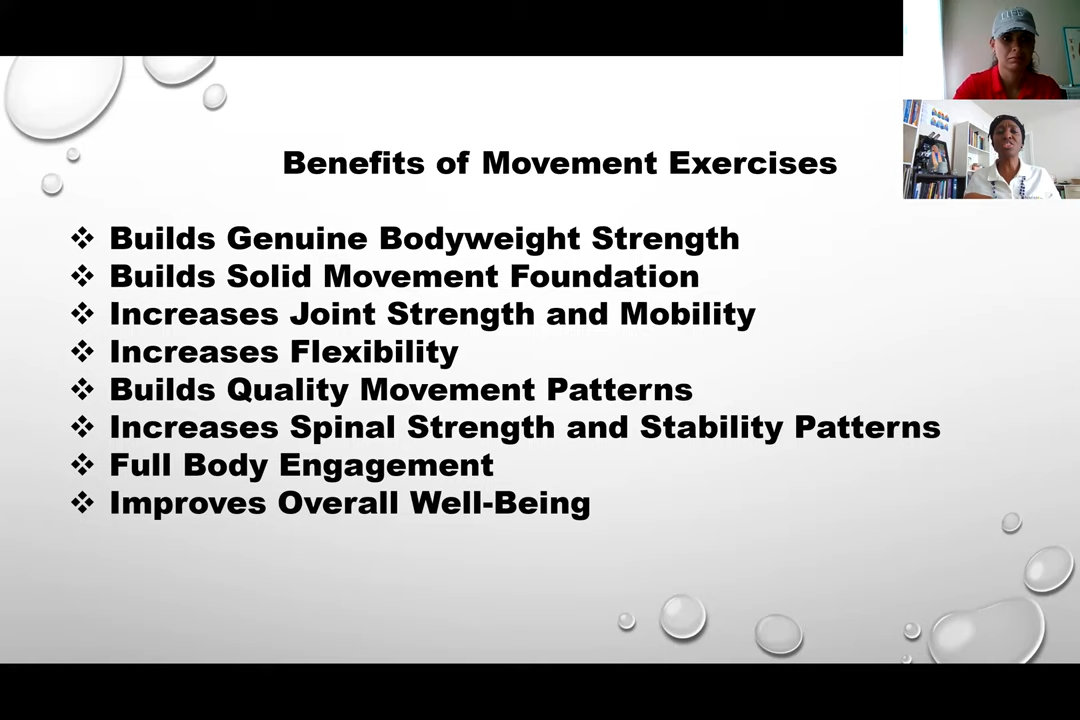 Benefits of Movement Exercises
❖ Builds Genuine Bodyweight Strength
❖ Builds Solid Movement Foundation
❖ Increases Joint Strength and Mobility
❖ Increases Flexibility
❖ Builds Quality Movement Patterns
❖ Increases Spinal Strength and Stability Patterns
❖ Full Body Engagement
❖ Improves Overall Well-Being